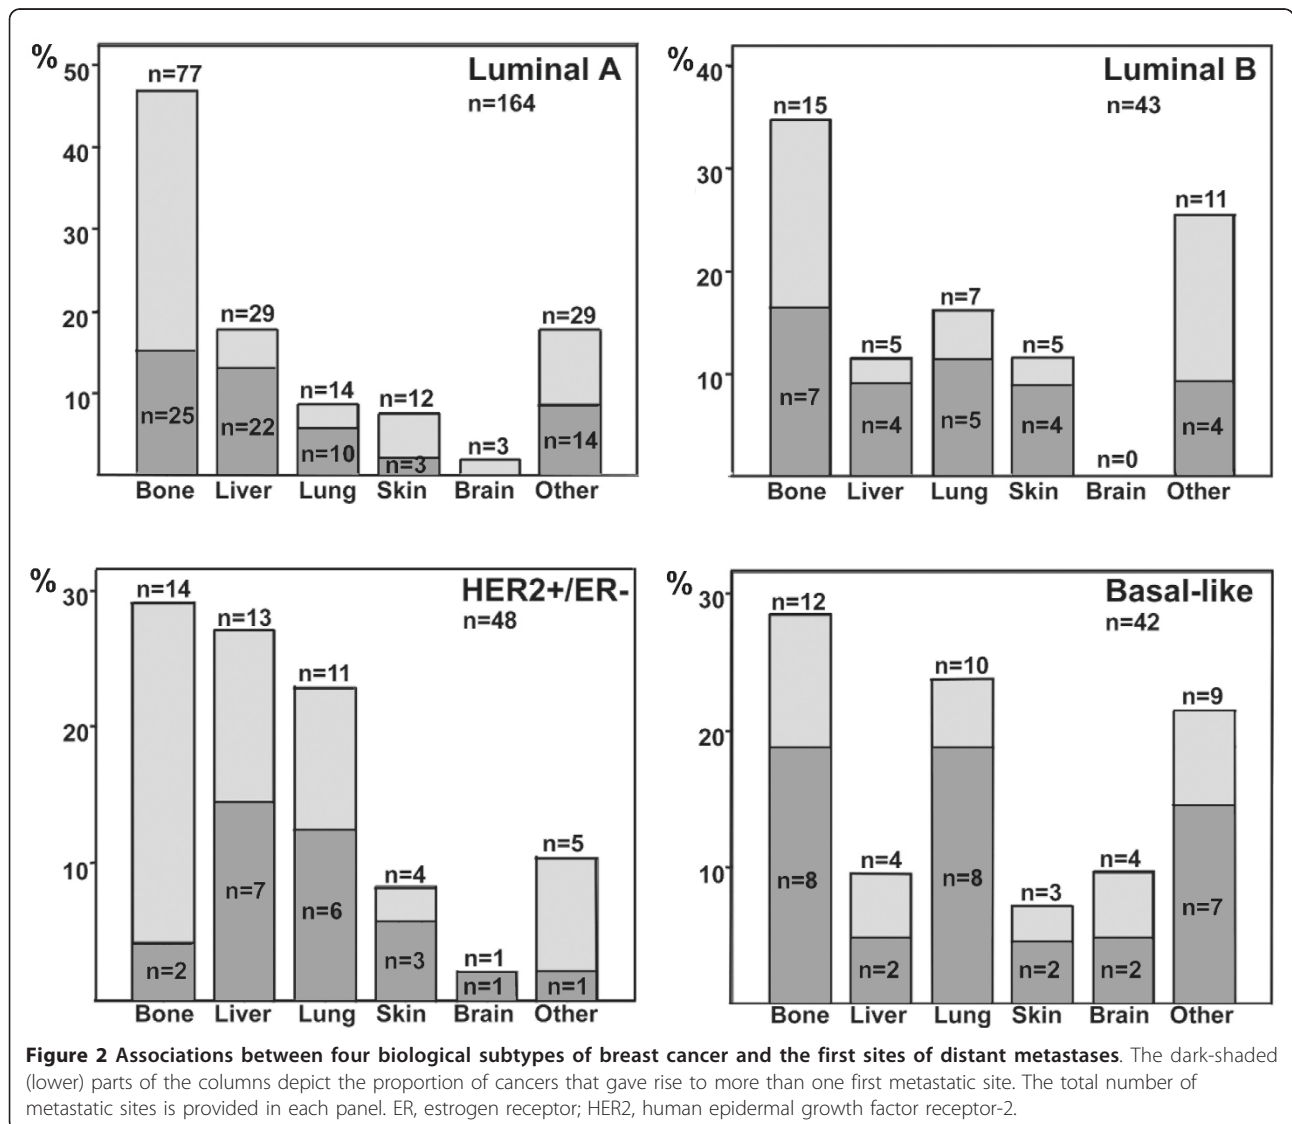 %
Luminal A
n=164
50
40
30
20
10
n=77
n=29
n=14
n=12
n=3
n=29
n=25
n=22
n=10
n=3
n=14
Bone Liver Lung Skin Brain Other
%
Luminal B
n=43
40
30
20
10
n=15
n=5
n=7
n=5
n=0
n=11
n=7
n=4
n=5
n=4
n=4
Bone Liver Lung Skin Brain Other
%
HER2+/ER-
n=48
30
20
10
n=14
n=13
n=11
n=4
n=1
n=5
n=2
n=7
n=6
n=3
n=1
n=1
Bone Liver Lung Skin Brain Other
%
Basal-like
n=42
30
20
10
n=12
n=4
n=10
n=3
n=4
n=9
n=8
n=2
n=8
n=2
n=2
n=7
Bone Liver Lung Skin Brain Other
Figure 2 Associations between four biological subtypes of breast cancer and the first sites of distant metastases. The dark-shaded
(lower) parts of the columns depict the proportion of cancers that gave rise to more than one first metastatic site. The total number of
metastatic sites is provided in each panel. ER, estrogen receptor; HER2, human epidermal growth factor receptor-2.